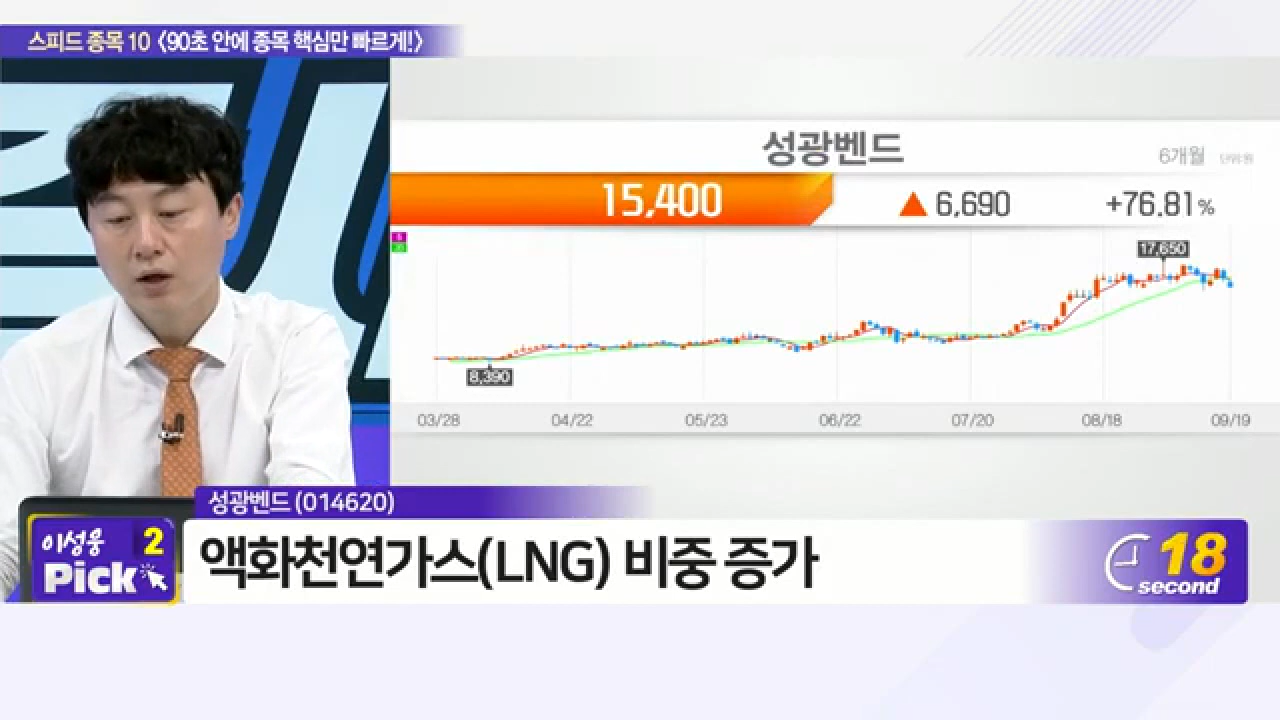 스피드 종목 10 〈90초 안에 종목 핵심만 빠르게!〉
성광벤드
6개월 단위:원
15,400 ▲ 6,690 +76.81%
17,650
8,390
03/28 04/22 05/23 06/22 07/20 08/18 09/19
성광벤드 (014620)
이성웅 2
Pick
액화천연가스(LNG) 비중 증가
18
second